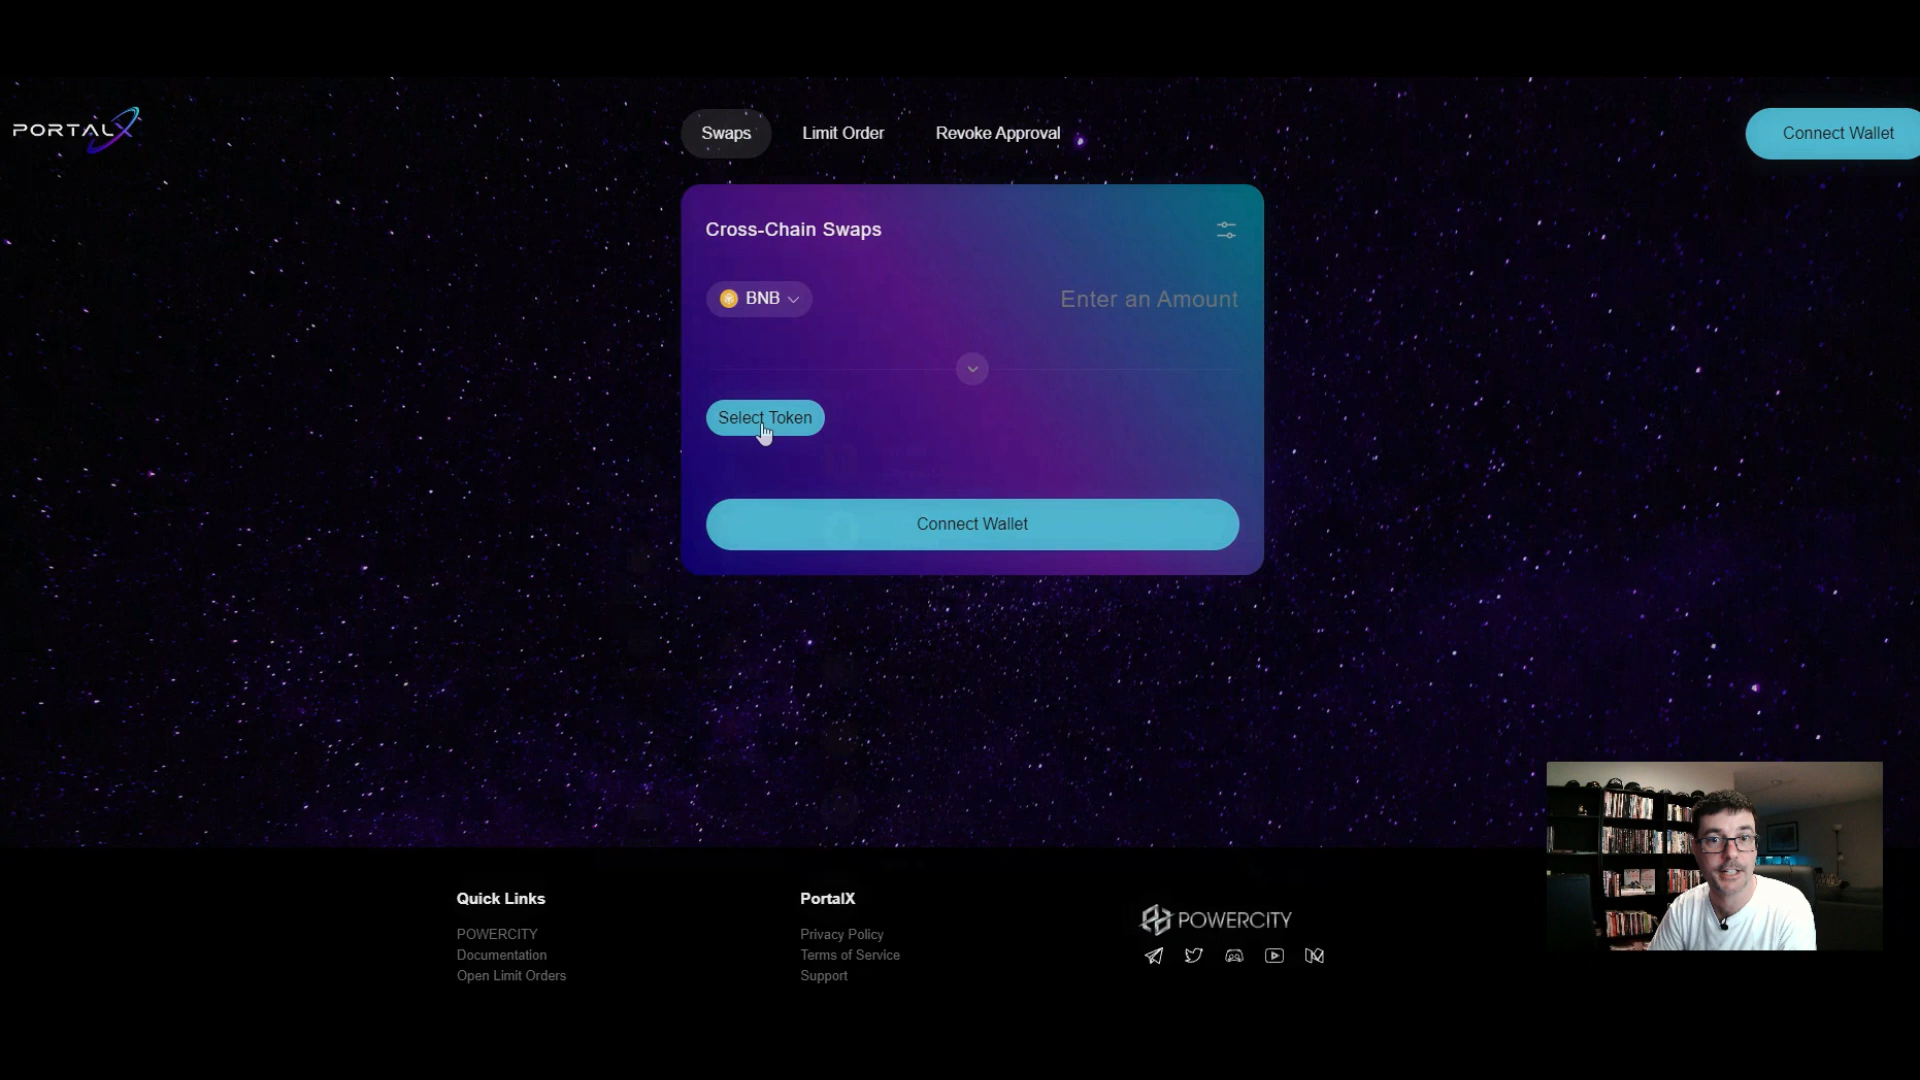 PORTALX
Swaps
Limit Order
Revoke Approval
Connect Wallet
Cross-Chain Swaps
BNB
Enter an Amount
Select Token
Connect Wallet
Quick Links
POWERCITY
Documentation
Open Limit Orders
PortalX
Privacy Policy
Terms of Service
Support
POWERCITY